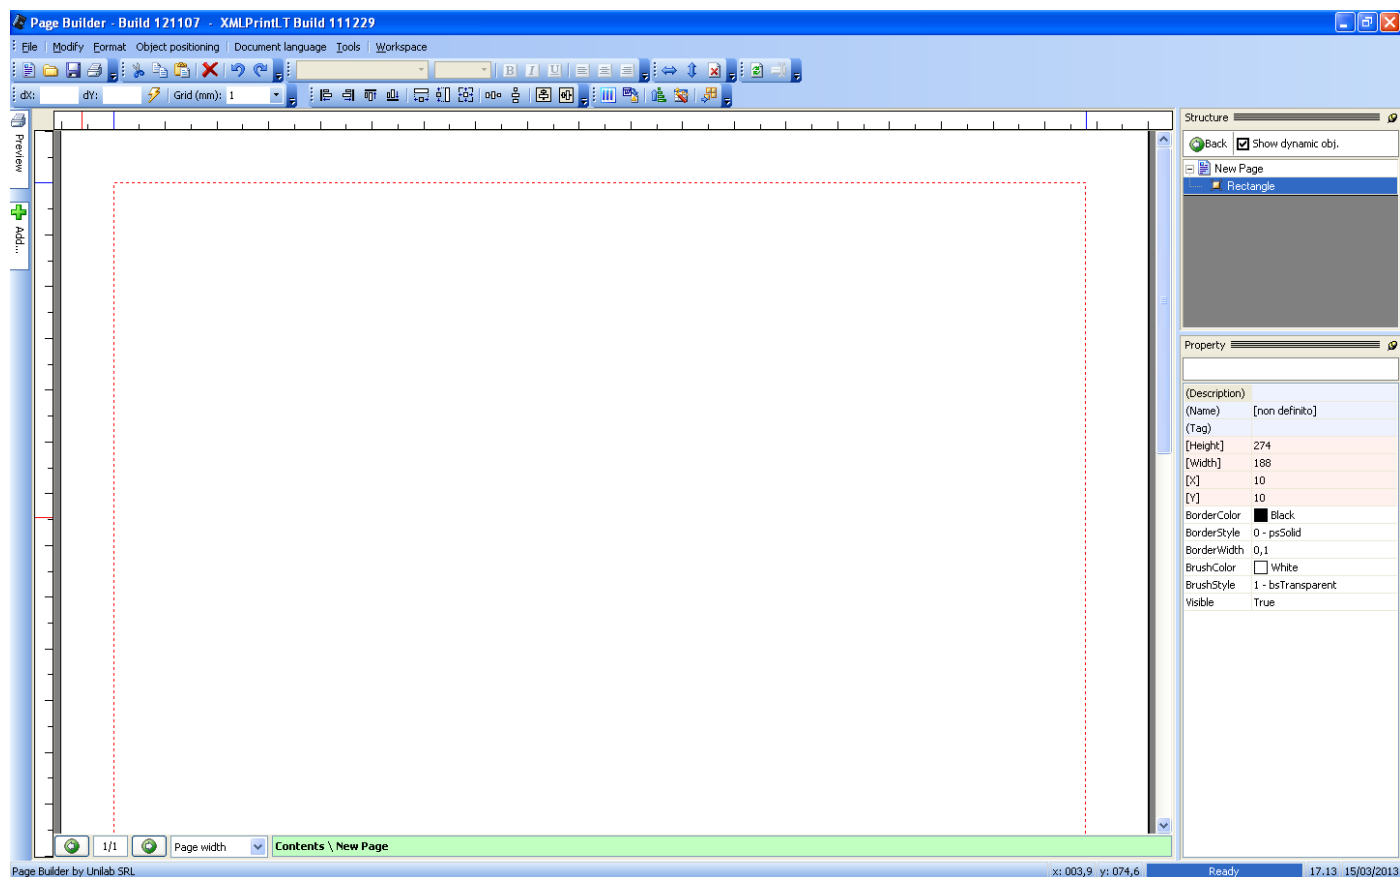 Page Builder - Build 121107 - XMLPrintLT Build 111229
File Modify Format Object positioning Document language Tools Workspace
B I U
dX: dY: Grid (mm): 1
Preview
Add...
Structure
Back Show dynamic obj.
New Page
Rectangle
Property
(Description)
(Name) [non definito]
(Tag)
[Height] 274
[Width] 188
[X] 10
[Y] 10
BorderColor Black
BorderStyle 0 - psSolid
BorderWidth 0,1
BrushColor White
BrushStyle 1 - bsTransparent
Visible True
1/1 Page width Contents \ New Page
Page Builder by Unilab SRL x: 003,9 y: 074,6 Ready 17.13 15/03/2013